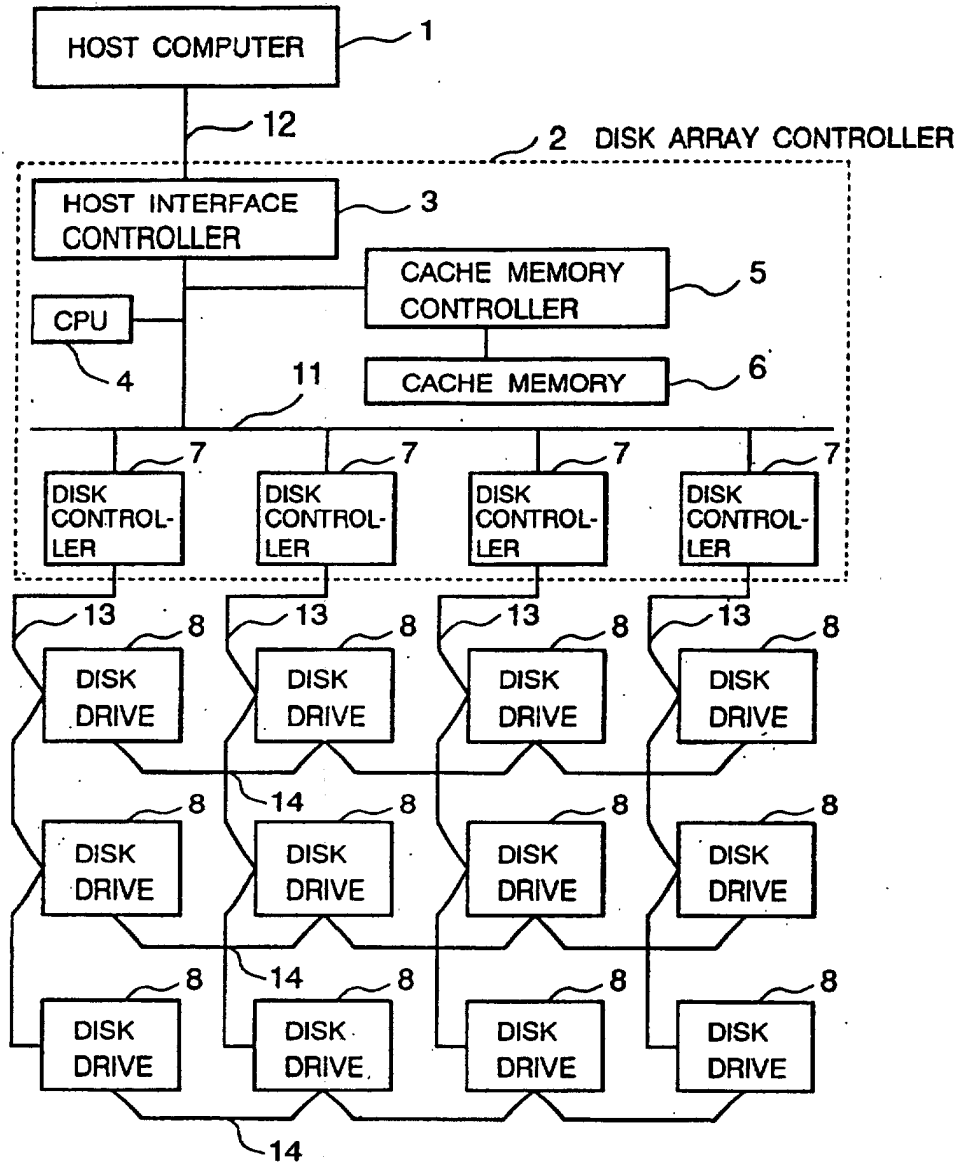 HOST COMPUTER
1
12
2 DISK ARRAY CONTROLLER
HOST INTERFACE
CONTROLLER
3
CACHE MEMORY
CONTROLLER
5
CPU
4
CACHE MEMORY
6
11
7
7
7
7
DISK
CONTROL-
LER
DISK
CONTROL-
LER
DISK
CONTROL-
LER
DISK
CONTROL-
LER
13
8
13
8
13
8
13
8
DISK
DRIVE
DISK
DRIVE
DISK
DRIVE
DISK
DRIVE
14
8
8
8
8
DISK
DRIVE
DISK
DRIVE
DISK
DRIVE
DISK
DRIVE
14
8
8
8
8
DISK
DRIVE
DISK
DRIVE
DISK
DRIVE
DISK
DRIVE
14